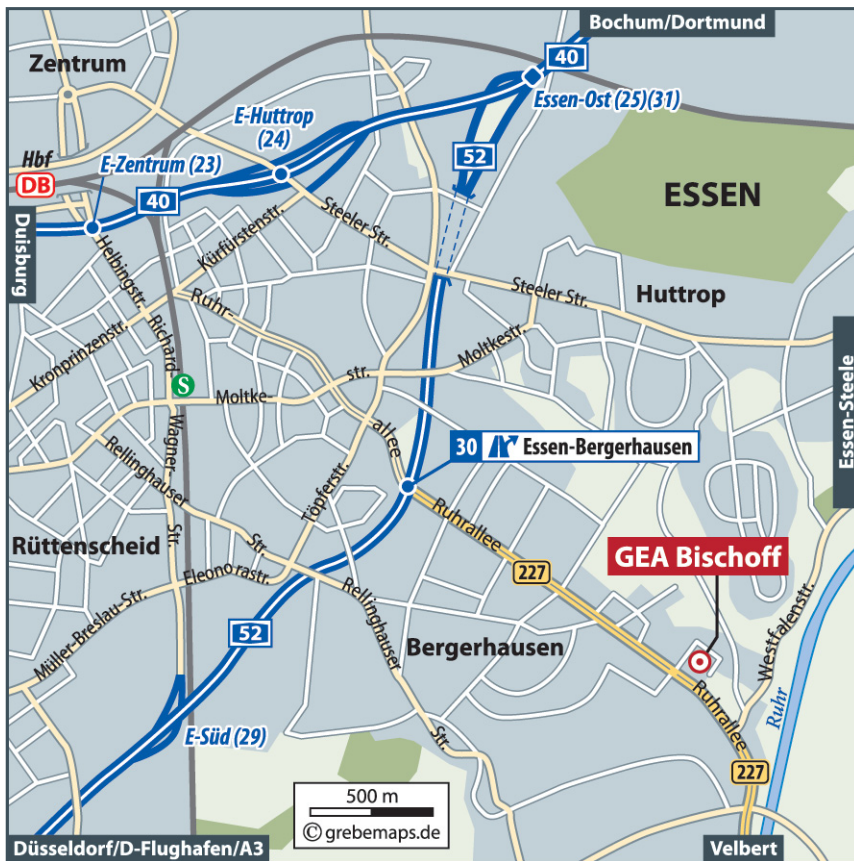 Bochum/Dortmund
Zentrum
40
E-Huttrop
(24)
Essen-Ost (25)(31)
Hbf
DB
E-Zentrum (23)
52
40
ESSEN
Duisburg
Kürfürstenstr.
Steeler Str.
Helbingstr.
Ruhr-
Steeler Str.
Huttrop
Kronprinzenstr.
Richard-
Moltkestr.
S
str.
Moltke-
Essen-Steele
Wagner-
allee
30 Essen-Bergerhausen
Rellinghauser
Töpferstr.
Ruhrallee
Rüttenscheid
Str.
Str.
GEA Bischoff
Eleonorastr.
227
Müller-Breslau-Str.
Rellinghauser
52
Bergerhausen
Westfalenstr.
Ruhrallee
Ruhr
E-Süd (29)
Str.
227
500 m
© grebemaps.de
Düsseldorf/D-Flughafen/A3
Velbert